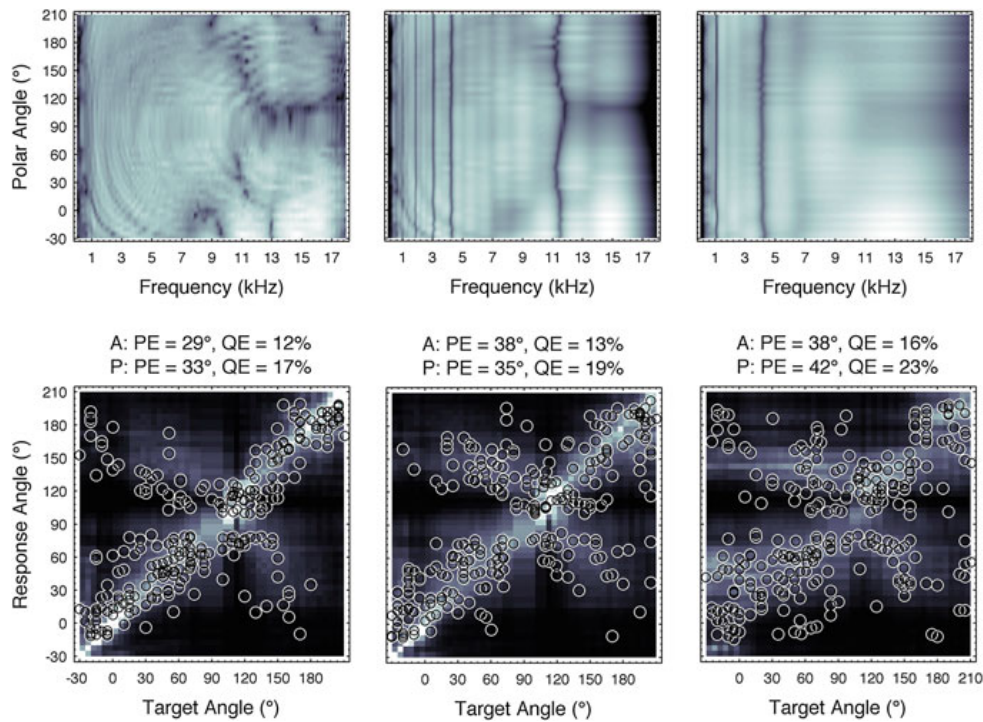 210
180
150
120
90
60
30
0
-30
Polar Angle (°)
1 3 5 7 9 11 13 15 17
1 3 5 7 9 11 13 15 17
1 3 5 7 9 11 13 15 17
Frequency (kHz)
Frequency (kHz)
Frequency (kHz)
A: PE = 29°, QE = 12%
P: PE = 33°, QE = 17%
A: PE = 38°, QE = 13%
P: PE = 35°, QE = 19%
A: PE = 38°, QE = 16%
P: PE = 42°, QE = 23%
210
180
150
120
90
60
30
0
-30
Response Angle (°)
-30 0 30 60 90 120 150 180
0 30 60 90 120 150 180
0 30 60 90 120 150 180 210
Target Angle (°)
Target Angle (°)
Target Angle (°)